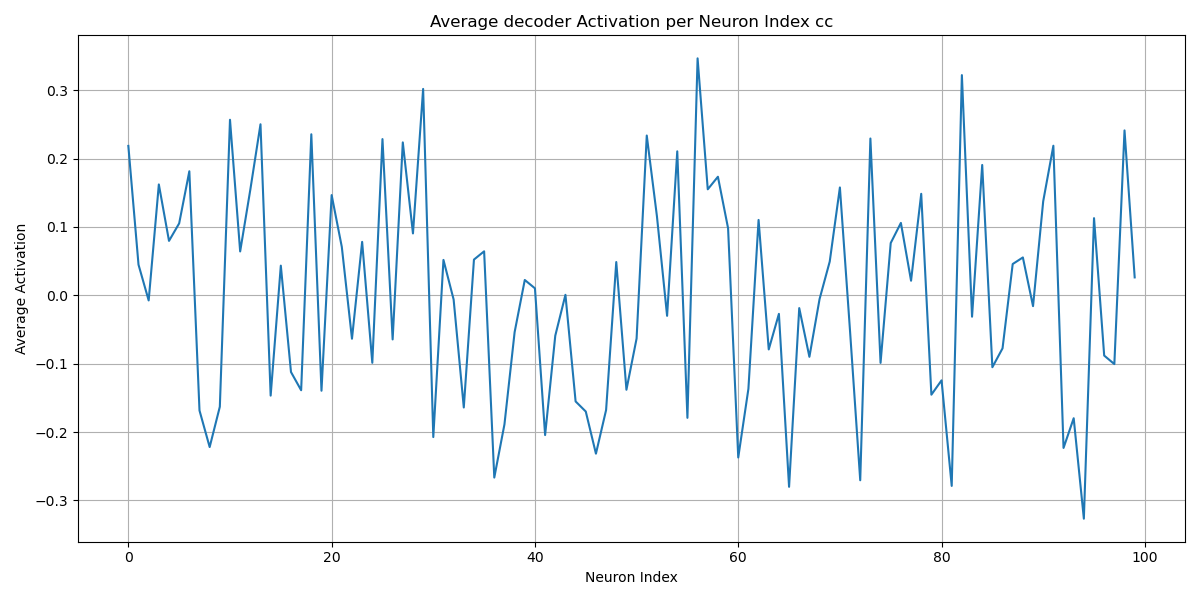 Average decoder Activation per Neuron Index cc
Average Activation
0.3
0.2
0.1
0.0
−0.1
−0.2
−0.3
0 20 40 60 80 100
Neuron Index